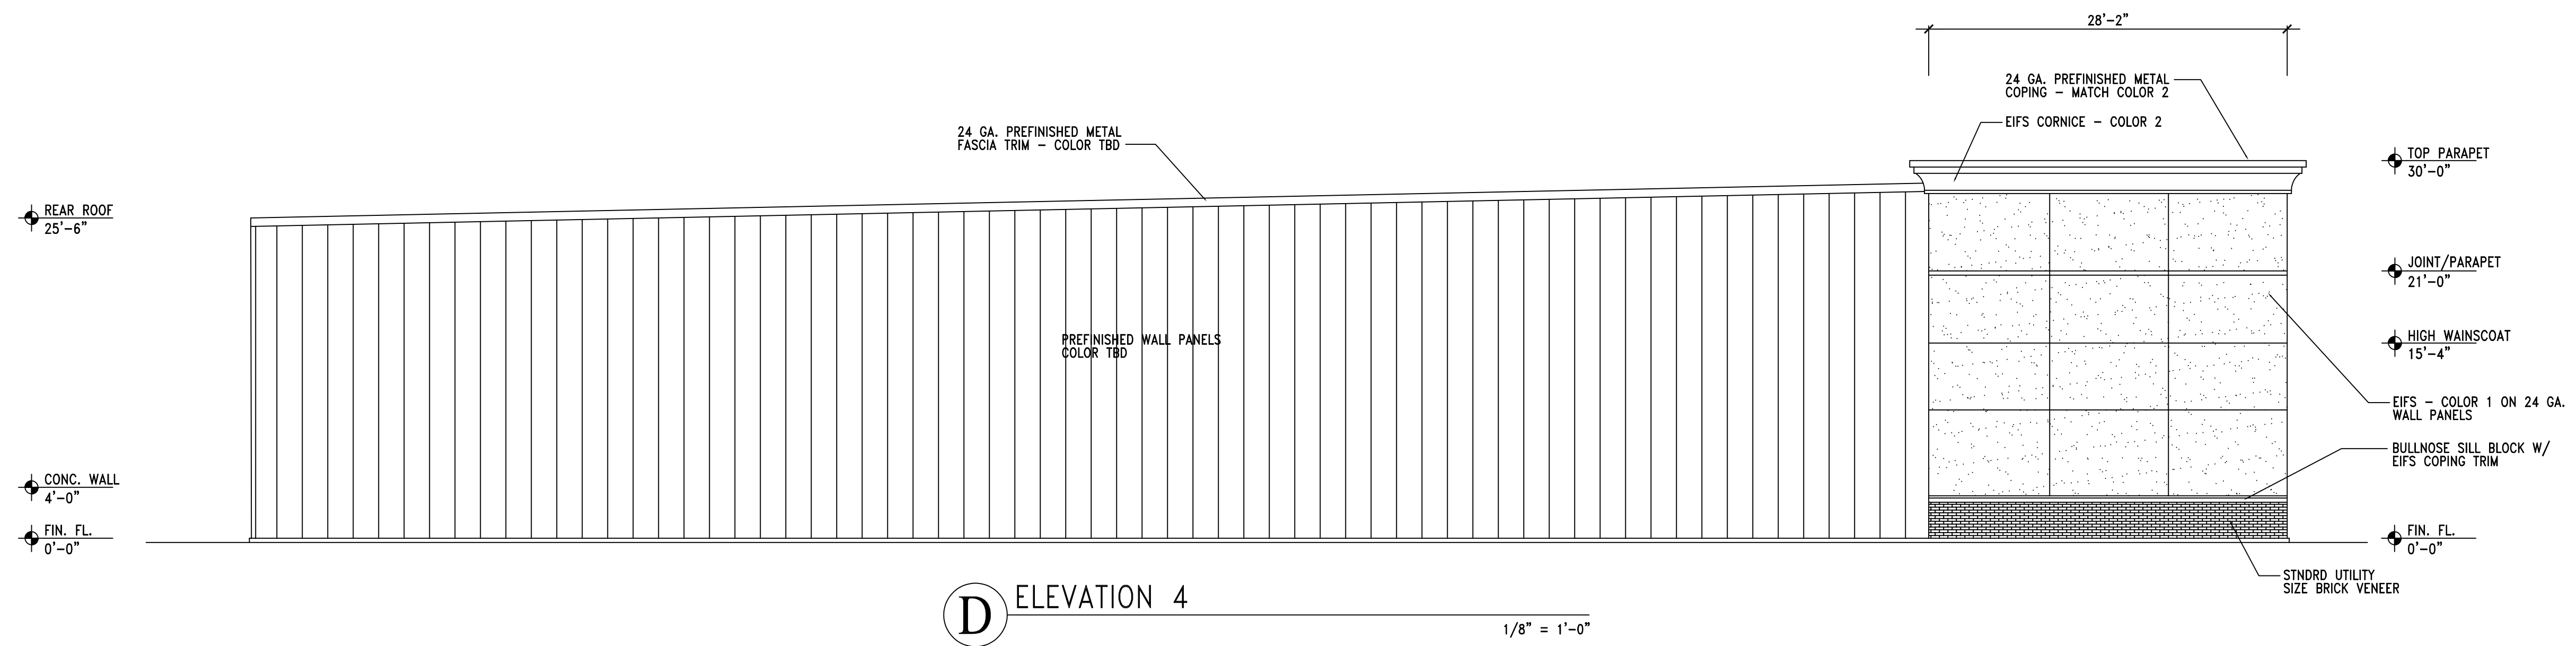 28'-2"
24 GA. PREFINISHED METAL
COPING - MATCH COLOR 2
EIFS CORNICE - COLOR 2
24 GA. PREFINISHED METAL
FASCIA TRIM - COLOR TBD
TOP PARAPET
30'-0"
REAR ROOF
25'-6"
JOINT/PARAPET
21'-0"
HIGH WAINSCOAT
15'-4"
PREFINISHED WALL PANELS
COLOR TBD
EIFS - COLOR 1 ON 24 GA.
WALL PANELS
BULLNOSE SILL BLOCK W/
EIFS COPING TRIM
CONC. WALL
4'-0"
FIN. FL.
0'-0"
FIN. FL.
0'-0"
STNDRD UTILITY
SIZE BRICK VENEER
D ELEVATION 4
1/8" = 1'-0"